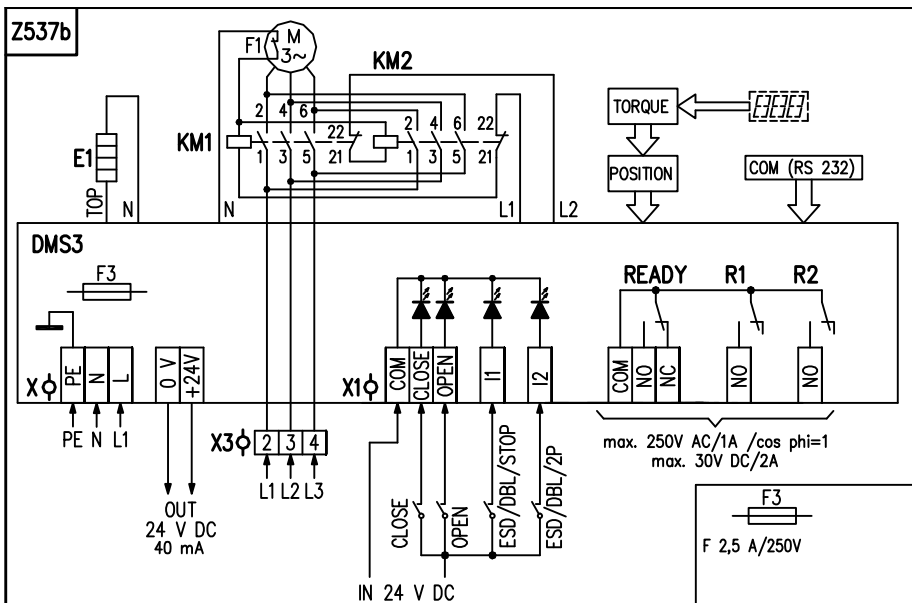 Z537b
M
3~
F1
KM2
2 4 6
22
2 4 6 22
KM1
1 3 5 21
1 3 5 21
E1
TOP
N
N
L1
L2
TORQUE
POSITION
COM (RS 232)
DMS3
F3
READY R1 R2
X
PE
N
L
0 V
+24V
X1
COM
CLOSE
OPEN
I1
I2
COM
NO
NC
NO
NO
PE N L1
X3
2 3 4
L1 L2 L3
OUT
24 V DC
40 mA
CLOSE
OPEN
ESD/DBL/STOP
ESD/DBL/2P
IN 24 V DC
max. 250V AC/1A /cos phi=1
max. 30V DC/2A
F3
F 2,5 A/250V